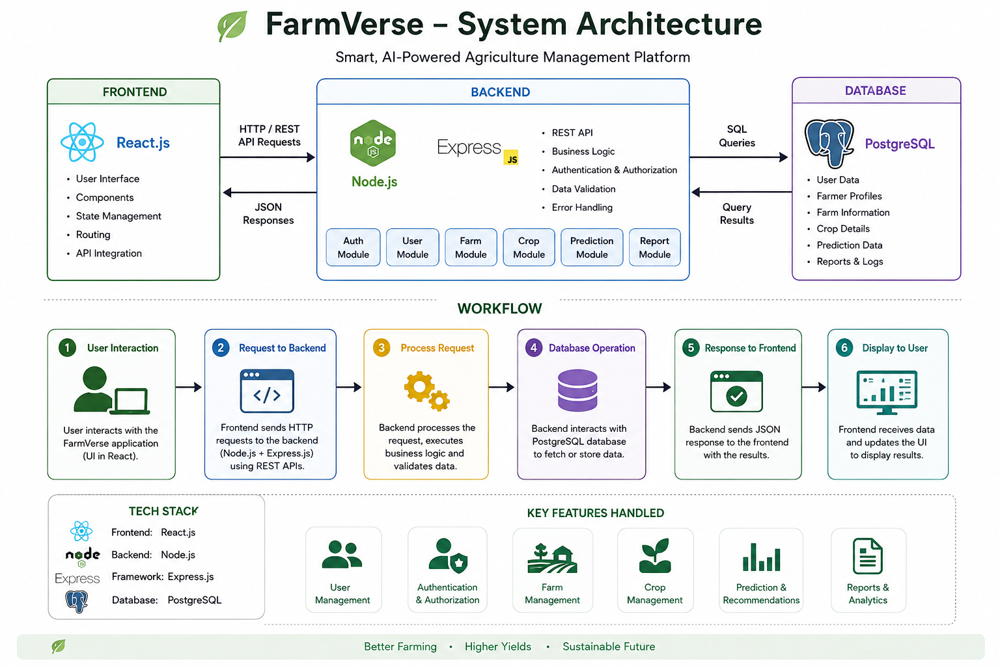 FarmVerse – System Architecture
Smart, AI-Powered Agriculture Management Platform
FRONTEND
React.js
• User Interface
• Components
• State Management
• Routing
• API Integration
HTTP / REST
API Requests
JSON
Responses
BACKEND
node
JS
Node.js
Express
JS
• REST API
• Business Logic
• Authentication & Authorization
• Data Validation
• Error Handling
Auth
Module
User
Module
Farm
Module
Crop
Module
Prediction
Module
Report
Module
SQL
Queries
Query
Results
DATABASE
PostgreSQL
• User Data
• Farmer Profiles
• Farm Information
• Crop Details
• Prediction Data
• Reports & Logs
WORKFLOW
1 User Interaction
User interacts with the
FarmVerse application
(UI in React).
2 Request to Backend
</>
Frontend sends HTTP
requests to the backend
(Node.js + Express.js)
using REST APIs.
3 Process Request
Backend processes the
request, executes
business logic and
validates data.
4 Database Operation
Backend interacts with
PostgreSQL database
to fetch or store data.
5 Response to Frontend
Backend sends JSON
response to the frontend
with the results.
6 Display to User
Frontend receives data
and updates the UI
to display results.
TECH STACK
Frontend: React.js
node
JS
Backend: Node.js
Express
Framework: Express.js
Database: PostgreSQL
KEY FEATURES HANDLED
User
Management
Authentication
& Authorization
Farm
Management
Crop
Management
Prediction &
Recommendations
Reports &
Analytics
Better Farming • Higher Yields • Sustainable Future